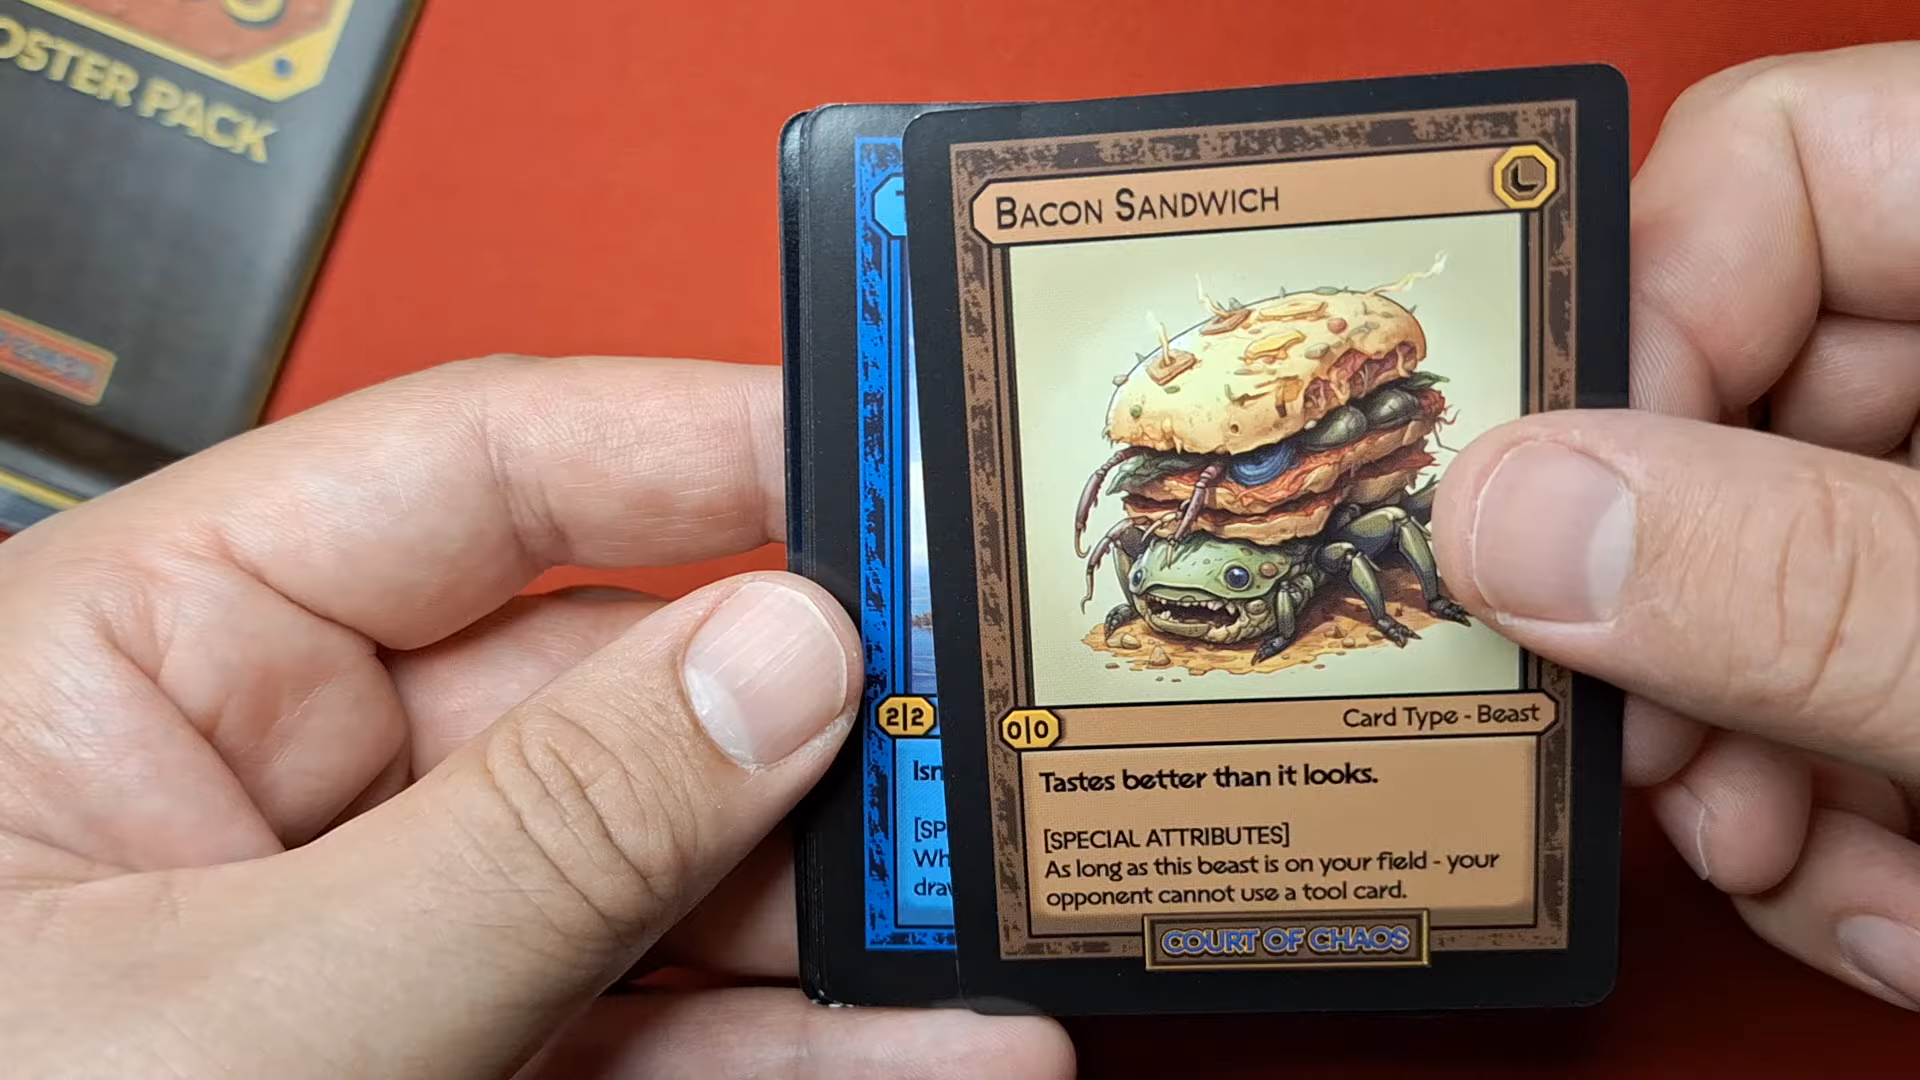 OSTER PACK
BACON SANDWICH
2|2
0|0
Card Type - Beast
Isn
Tastes better than it looks.
[SP
Wh
drav
[SPECIAL ATTRIBUTES]
As long as this beast is on your field - your
opponent cannot use a tool card.
COURT OF CHAOS